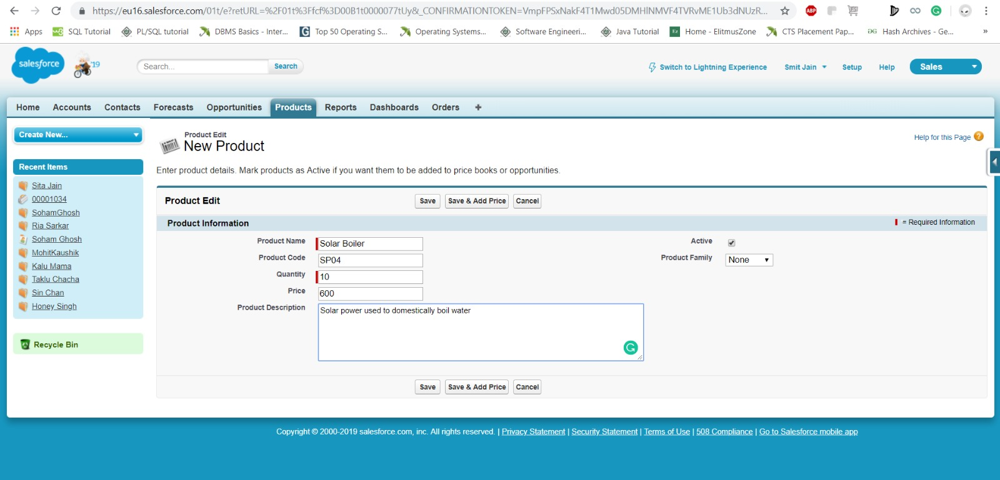 https://eu16.salesforce.com/01t/e?retURL=%2F01t%3Ffcf%3D00B1t0000077tUy&_CONFIRMATIONTOKEN=VmpFPSxNakF4T1Mwd05DMHlNMVF4TVRvME1Ub3dNUzR...
ABP
Apps SQL Tutorial PL/SQL tutorial DBMS Basics - Inter... Top 50 Operating S... Operating Systems... Software Engineeri... Java Tutorial Home - ElitmusZone CTS Placement Pap... Hash Archives - Ge... »
salesforce '19 Search... Search Switch to Lightning Experience Smit Jain Setup Help Sales
Home Accounts Contacts Forecasts Opportunities Products Reports Dashboards Orders +
Create New...
Product Edit
New Product
Help for this Page ?
Recent Items
Sita Jain
00001034
SohamGhosh
Ria Sarkar
Soham Ghosh
MohitKaushik
Kalu Mama
Taklu Chacha
Sin Chan
Honey Singh
Recycle Bin
Enter product details. Mark products as Active if you want them to be added to price books or opportunities.
Product Edit Save Save & Add Price Cancel
Product Information = Required Information
Product Name Solar Boiler Active
Product Code SP04 Product Family None
Quantity 10
Price 600
Product Description Solar power used to domestically boil water
Save Save & Add Price Cancel
Copyright © 2000-2019 salesforce.com, inc. All rights reserved. | Privacy Statement | Security Statement | Terms of Use | 508 Compliance | Go to Salesforce mobile app